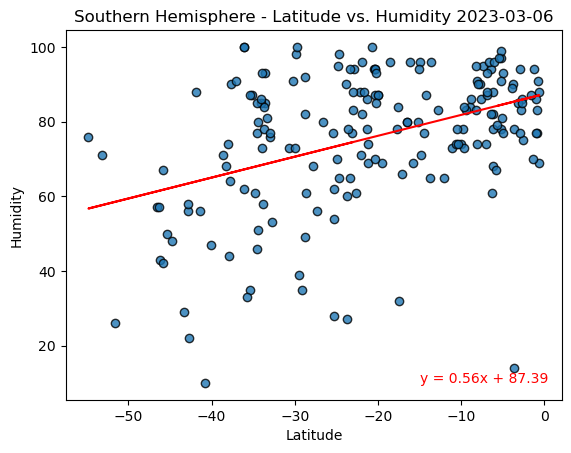 Southern Hemisphere - Latitude vs. Humidity 2023-03-06
Humidity
100
80
60
40
20
y = 0.56x + 87.39
−50
−40
−30
−20
−10
0
Latitude